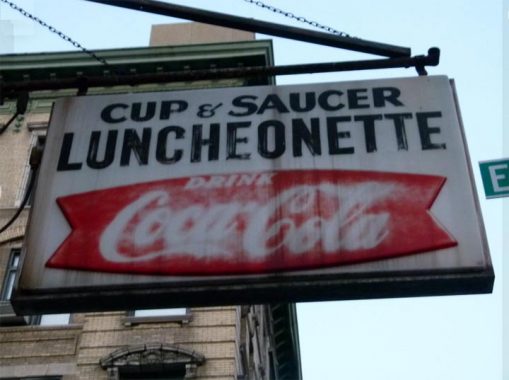 CUP & SAUCER
LUNCHEONETTE
DRINK
Coca-Cola
E